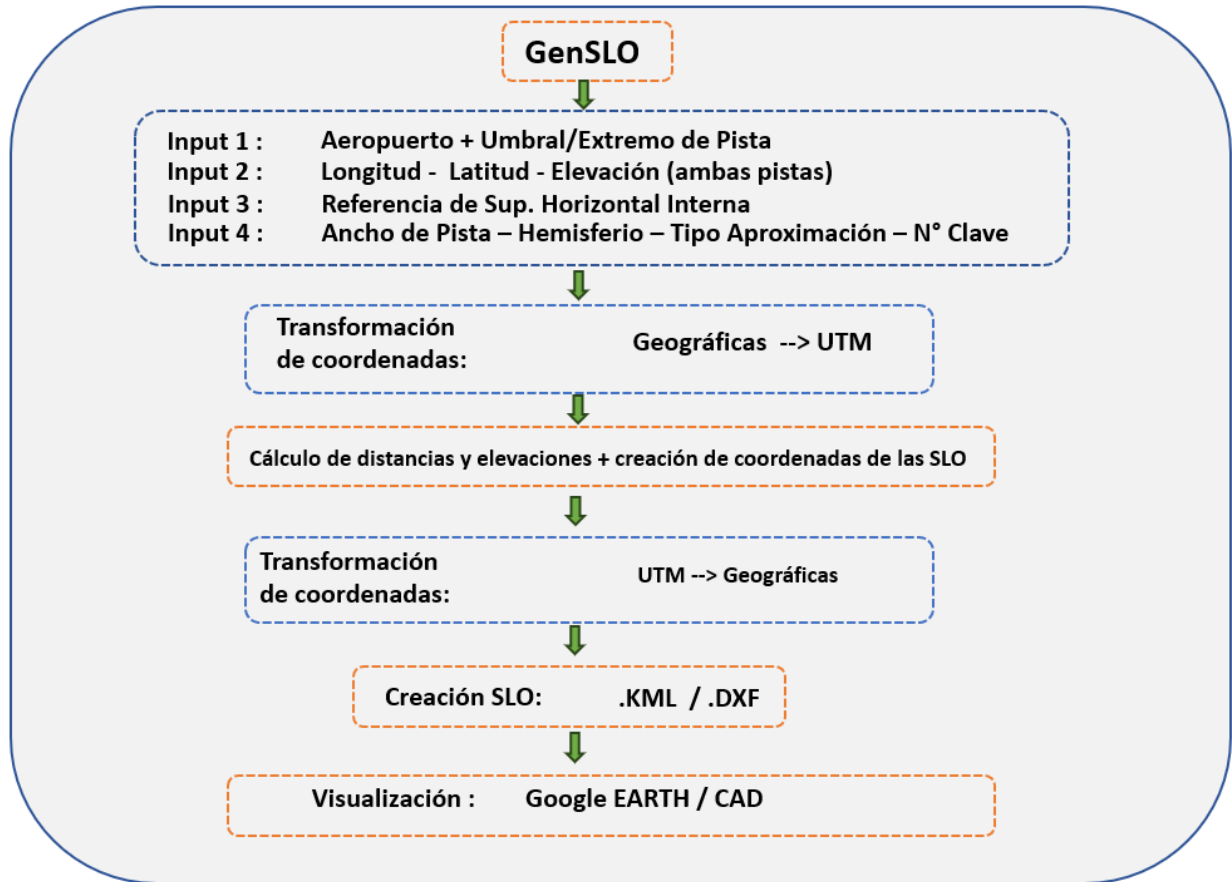 GenSLO
Input 1 : Aeropuerto + Umbral/Extremo de Pista
Input 2 : Longitud - Latitud - Elevación (ambas pistas)
Input 3 : Referencia de Sup. Horizontal Interna
Input 4 : Ancho de Pista – Hemisferio – Tipo Aproximación – N° Clave
Transformación
de coordenadas:
Geográficas --> UTM
Cálculo de distancias y elevaciones + creación de coordenadas de las SLO
Transformación
de coordenadas:
UTM --> Geográficas
Creación SLO: .KML / .DXF
Visualización : Google EARTH / CAD